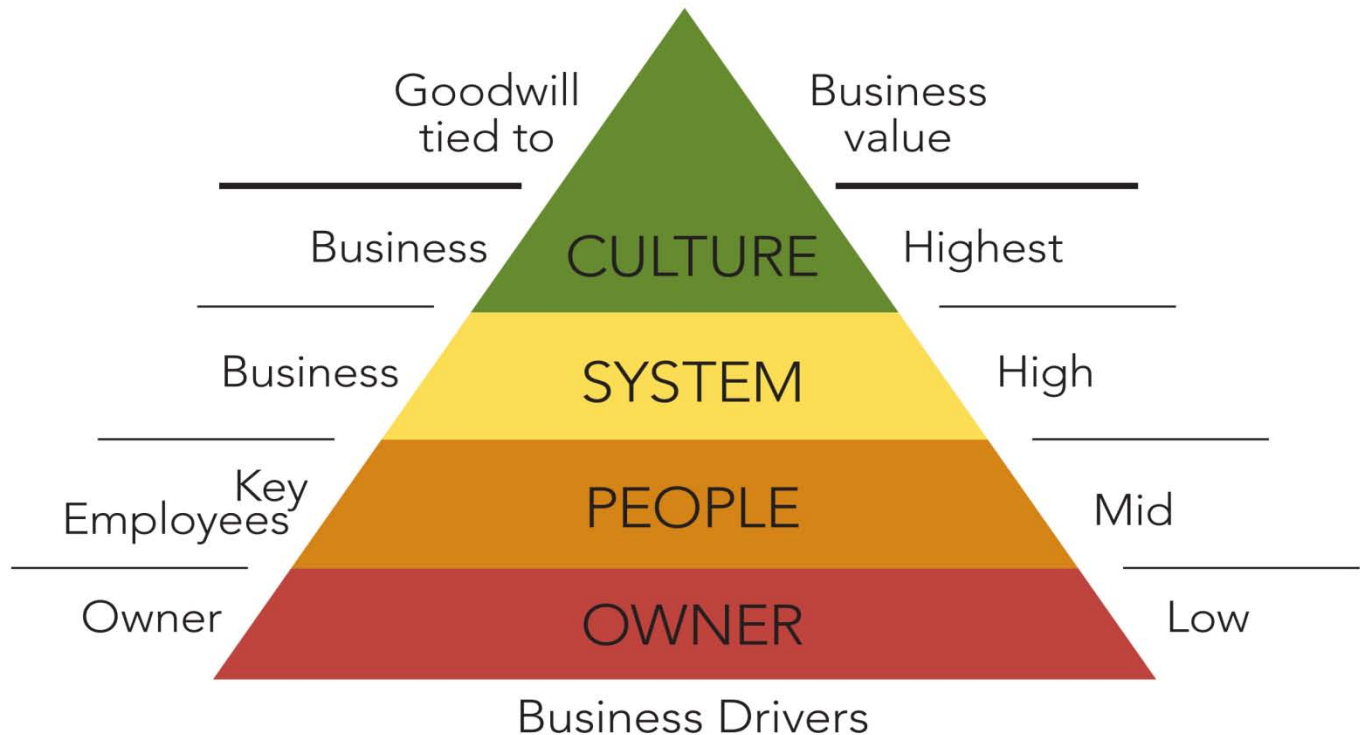 Goodwill
tied to
Business
value
Business
CULTURE
Highest
Business
SYSTEM
High
Key
Employees
PEOPLE
Mid
Owner
OWNER
Low
Business Drivers